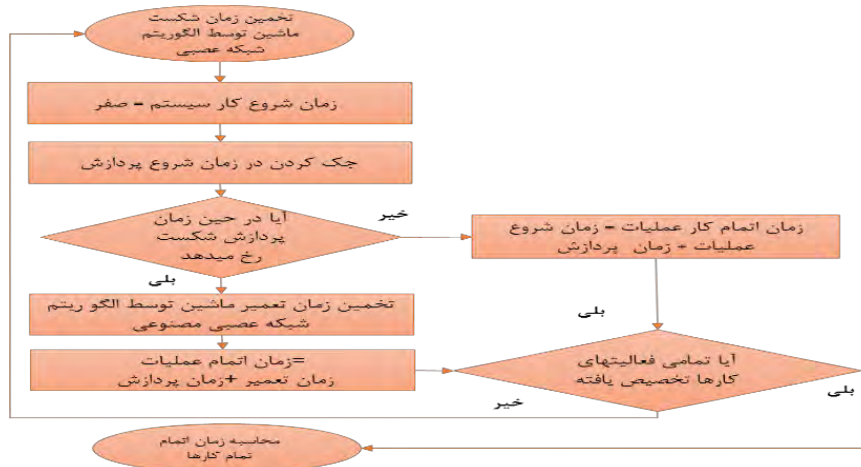 تخمین زمان شکست
ماشین توسط الگوریتم
شبکه عصبی
زمان شروع کار سیستم = صفر
چک کردن در زمان شروع پردازش
آیا در حین زمان
پردازش شکست
رخ میدهد
خیر
زمان اتمام کار عملیات = زمان شروع
عملیات + زمان پردازش
بلی
بلی
تخمین زمان تعمیر ماشین توسط الگو ریتم
شبکه عصبی مصنوعی
=زمان اتمام عملیات
زمان تعمیر +زمان پردازش
آیا تمامی فعالیتهای
کارها تخصیص یافته
بلی
خیر
محاسبه زمان اتمام
تمام کارها